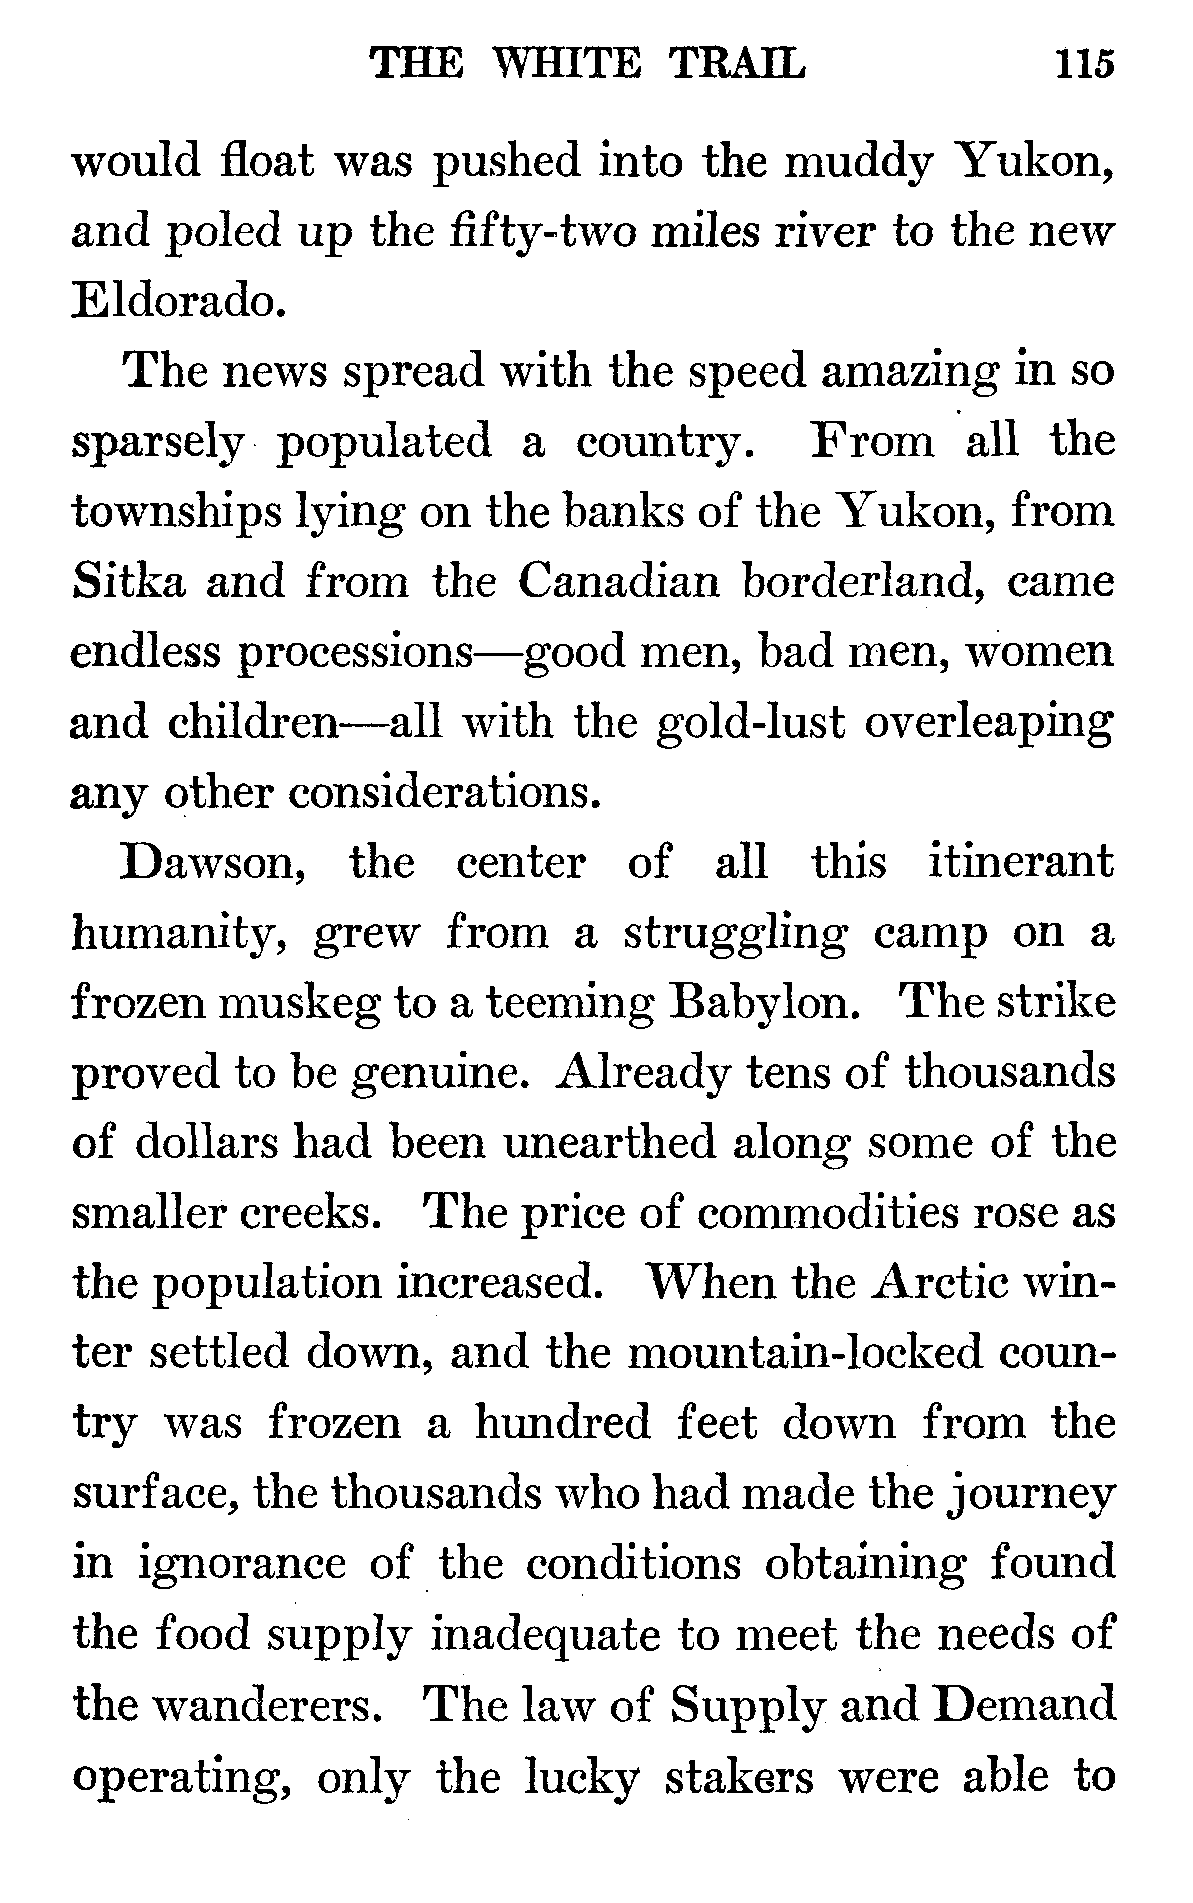 THE WHITE TRAIL 115
would float was pushed into the muddy Yukon,
and poled up the fifty-two miles river to the new
Eldorado.
The news spread with the speed amazing in so
sparsely populated a country. From all the
townships lying on the banks of the Yukon, from
Sitka and from the Canadian borderland, came
endless processions—good men, bad men, women
and children—all with the gold-lust overleaping
any other considerations.
Dawson, the center of all this itinerant
humanity, grew from a struggling camp on a
frozen muskeg to a teeming Babylon. The strike
proved to be genuine. Already tens of thousands
of dollars had been unearthed along some of the
smaller creeks. The price of commodities rose as
the population increased. When the Arctic win-
ter settled down, and the mountain-locked coun-
try was frozen a hundred feet down from the
surface, the thousands who had made the journey
in ignorance of the conditions obtaining found
the food supply inadequate to meet the needs of
the wanderers. The law of Supply and Demand
operating, only the lucky stakers were able to